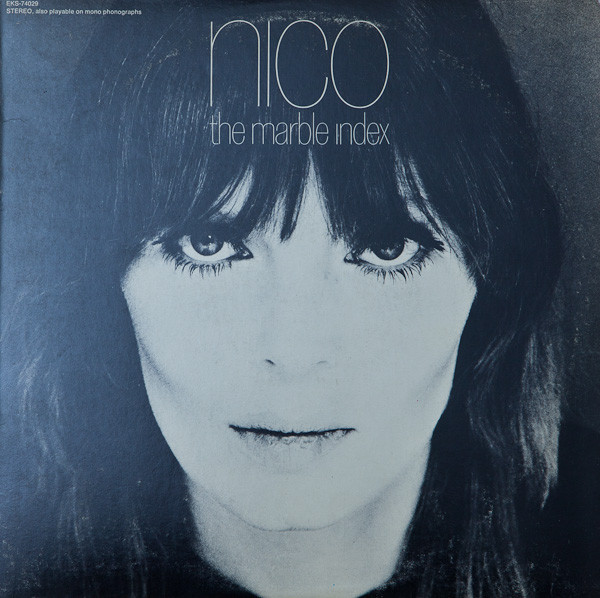 EKS-74029
STEREO, also playable on mono phonographs
nico
the marble index